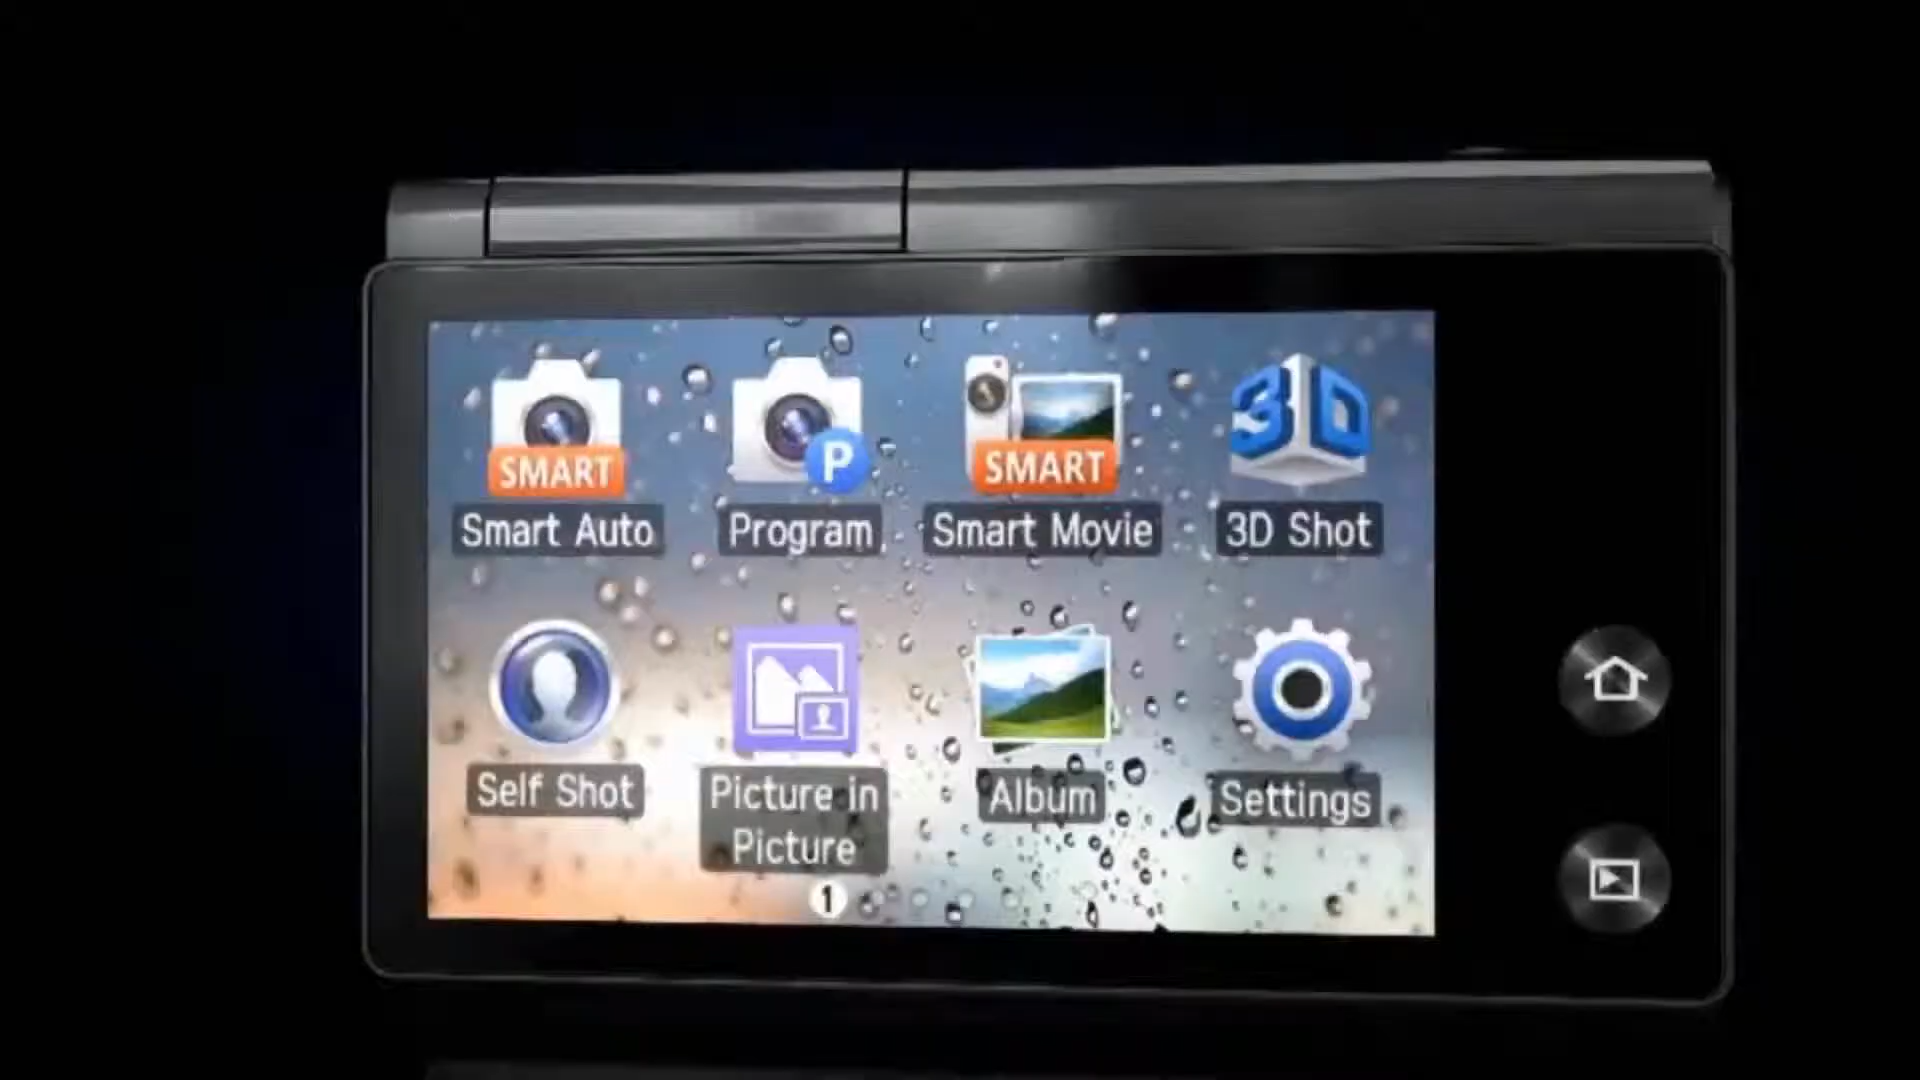 SMART
P
SMART
3D
Smart Auto
Program
Smart Movie
3D Shot
Self Shot
Picture in
Picture
Album
Settings
1